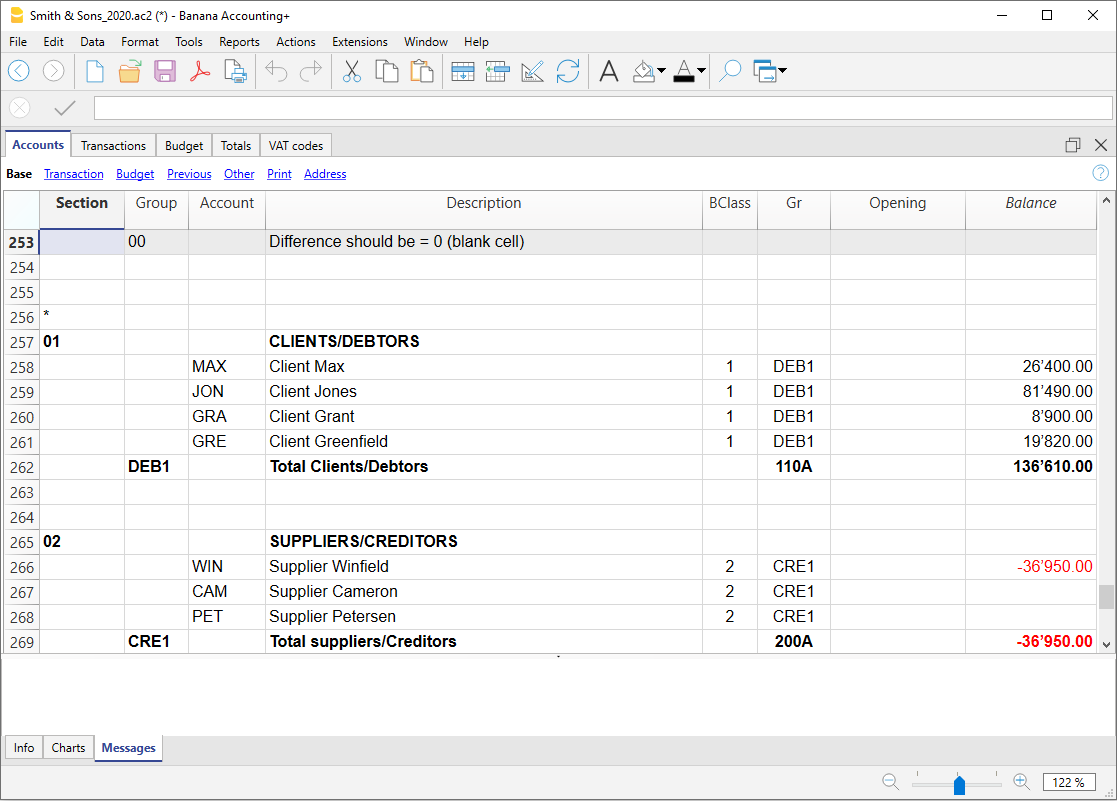 Smith & Sons_2020.ac2 (*) - Banana Accounting+
File Edit Data Format Tools Reports Actions Extensions Window Help
Accounts Transactions Budget Totals VAT codes
Base Transaction Budget Previous Other Print Address
Section Group Account Description BClass Gr Opening Balance
253 00 Difference should be = 0 (blank cell)
254
255
256 *
257 01 CLIENTS/DEBTORS
258 MAX Client Max 1 DEB1 26’400.00
259 JON Client Jones 1 DEB1 81’490.00
260 GRA Client Grant 1 DEB1 8’900.00
261 GRE Client Greenfield 1 DEB1 19’820.00
262 DEB1 Total Clients/Debtors 110A 136’610.00
263
264
265 02 SUPPLIERS/CREDITORS
266 WIN Supplier Winfield 2 CRE1 -36’950.00
267 CAM Supplier Cameron 2 CRE1
268 PET Supplier Petersen 2 CRE1
269 CRE1 Total suppliers/Creditors 200A -36’950.00
Info Charts Messages
122 %